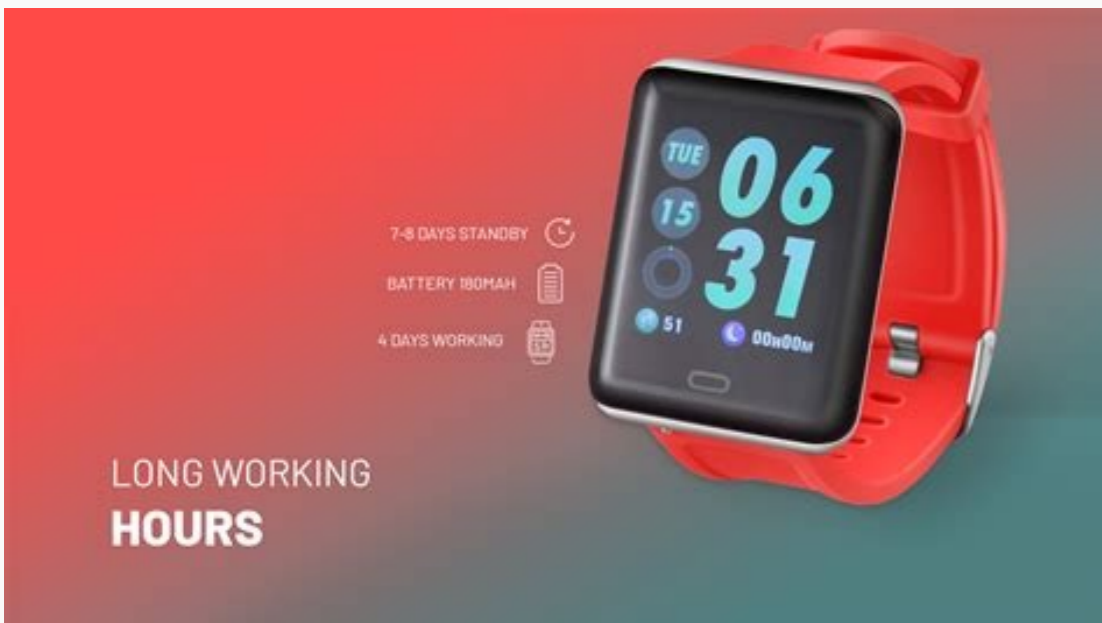 7-8 DAYS STANDBY
BATTERY 180MAH
4 DAYS WORKING
LONG WORKING
HOURS
TUE
06
15
31
51
00H00M